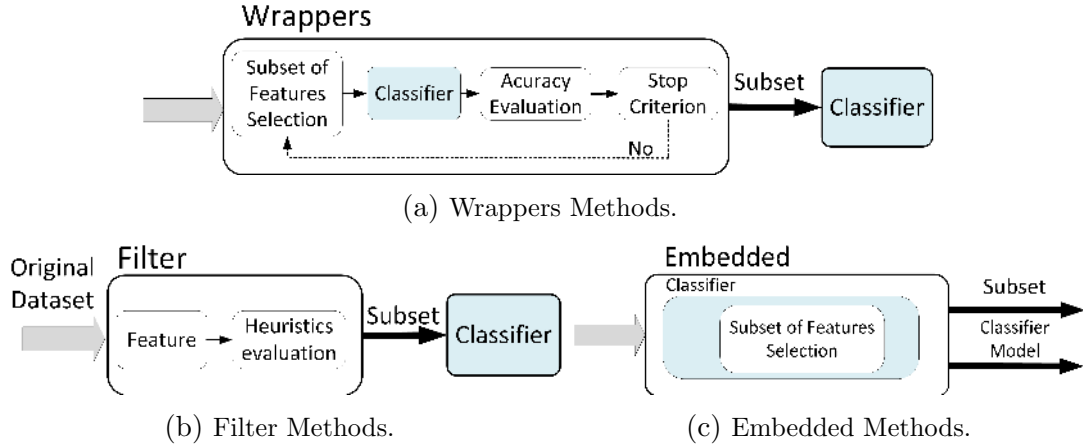 Wrappers
Subset of
Features
Selection
Classifier
Acuracy
Evaluation
Stop
Criterion
No
Subset
Classifier
(a) Wrappers Methods.
Original
Dataset
Filter
Feature
Heuristics
evaluation
Subset
Classifier
(b) Filter Methods.
Embedded
Classifier
Subset of Features
Selection
Subset
Classifier
Model
(c) Embedded Methods.